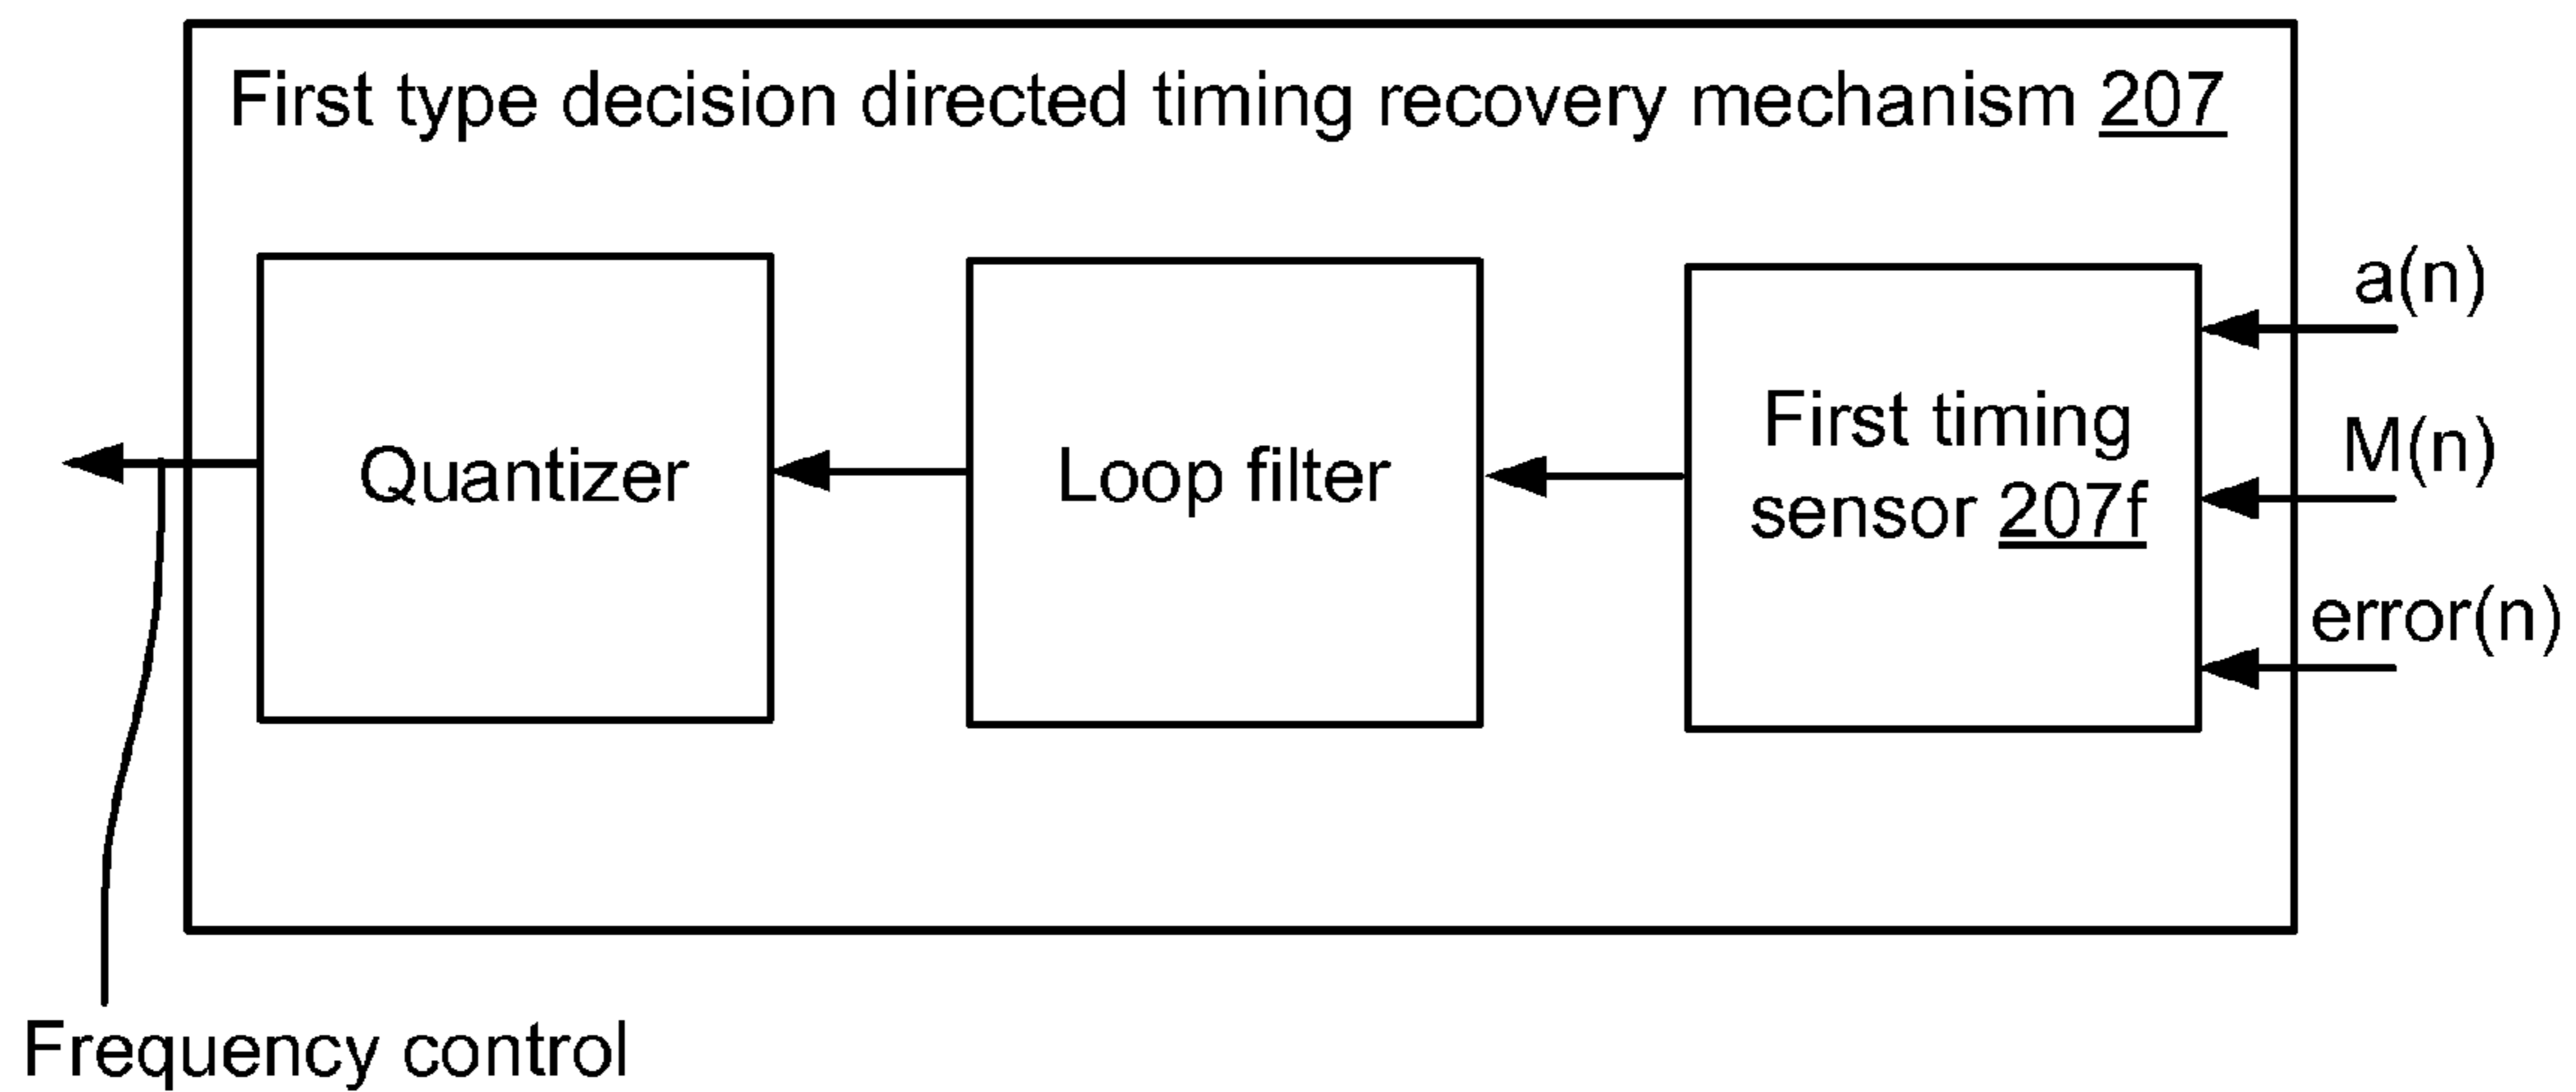 First type decision directed timing recovery mechanism 207
Quantizer
Loop filter
First timing
sensor 207f
a(n)
M(n)
error(n)
Frequency control